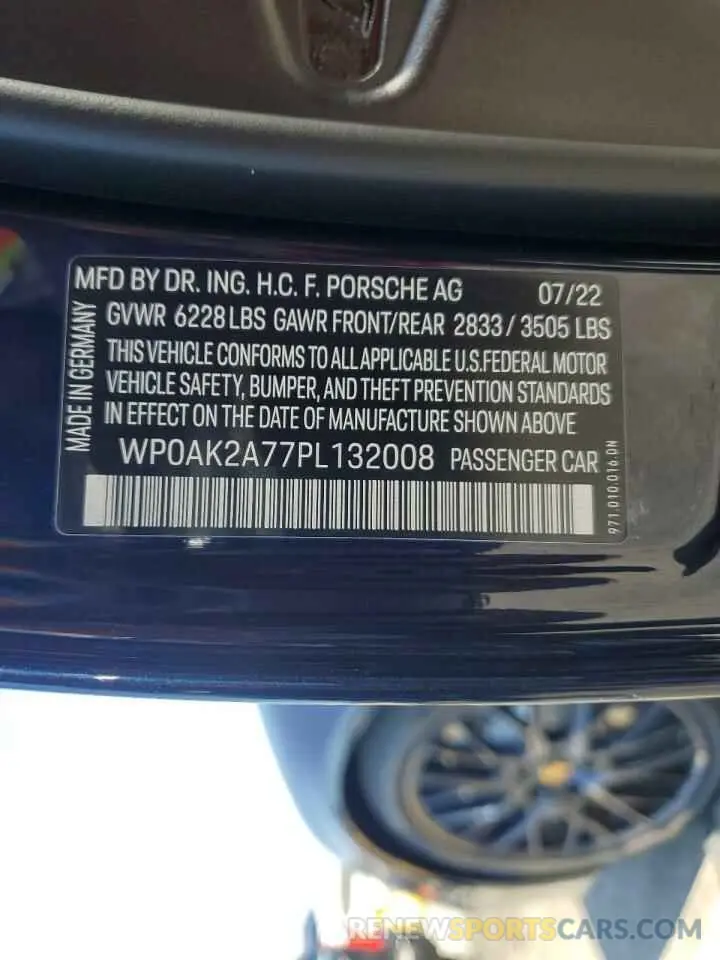 MFD BY DR. ING. H.C. F. PORSCHE AG 07/22
GVWR 6228 LBS GAWR FRONT/REAR 2833 / 3505 LBS
THIS VEHICLE CONFORMS TO ALL APPLICABLE U.S.FEDERAL MOTOR
VEHICLE SAFETY, BUMPER, AND THEFT PREVENTION STANDARDS
IN EFFECT ON THE DATE OF MANUFACTURE SHOWN ABOVE
WP0AK2A77PL132008 PASSENGER CAR
MADE IN GERMANY
971.010.016.DN
RENEWSPORTSCARS.COM